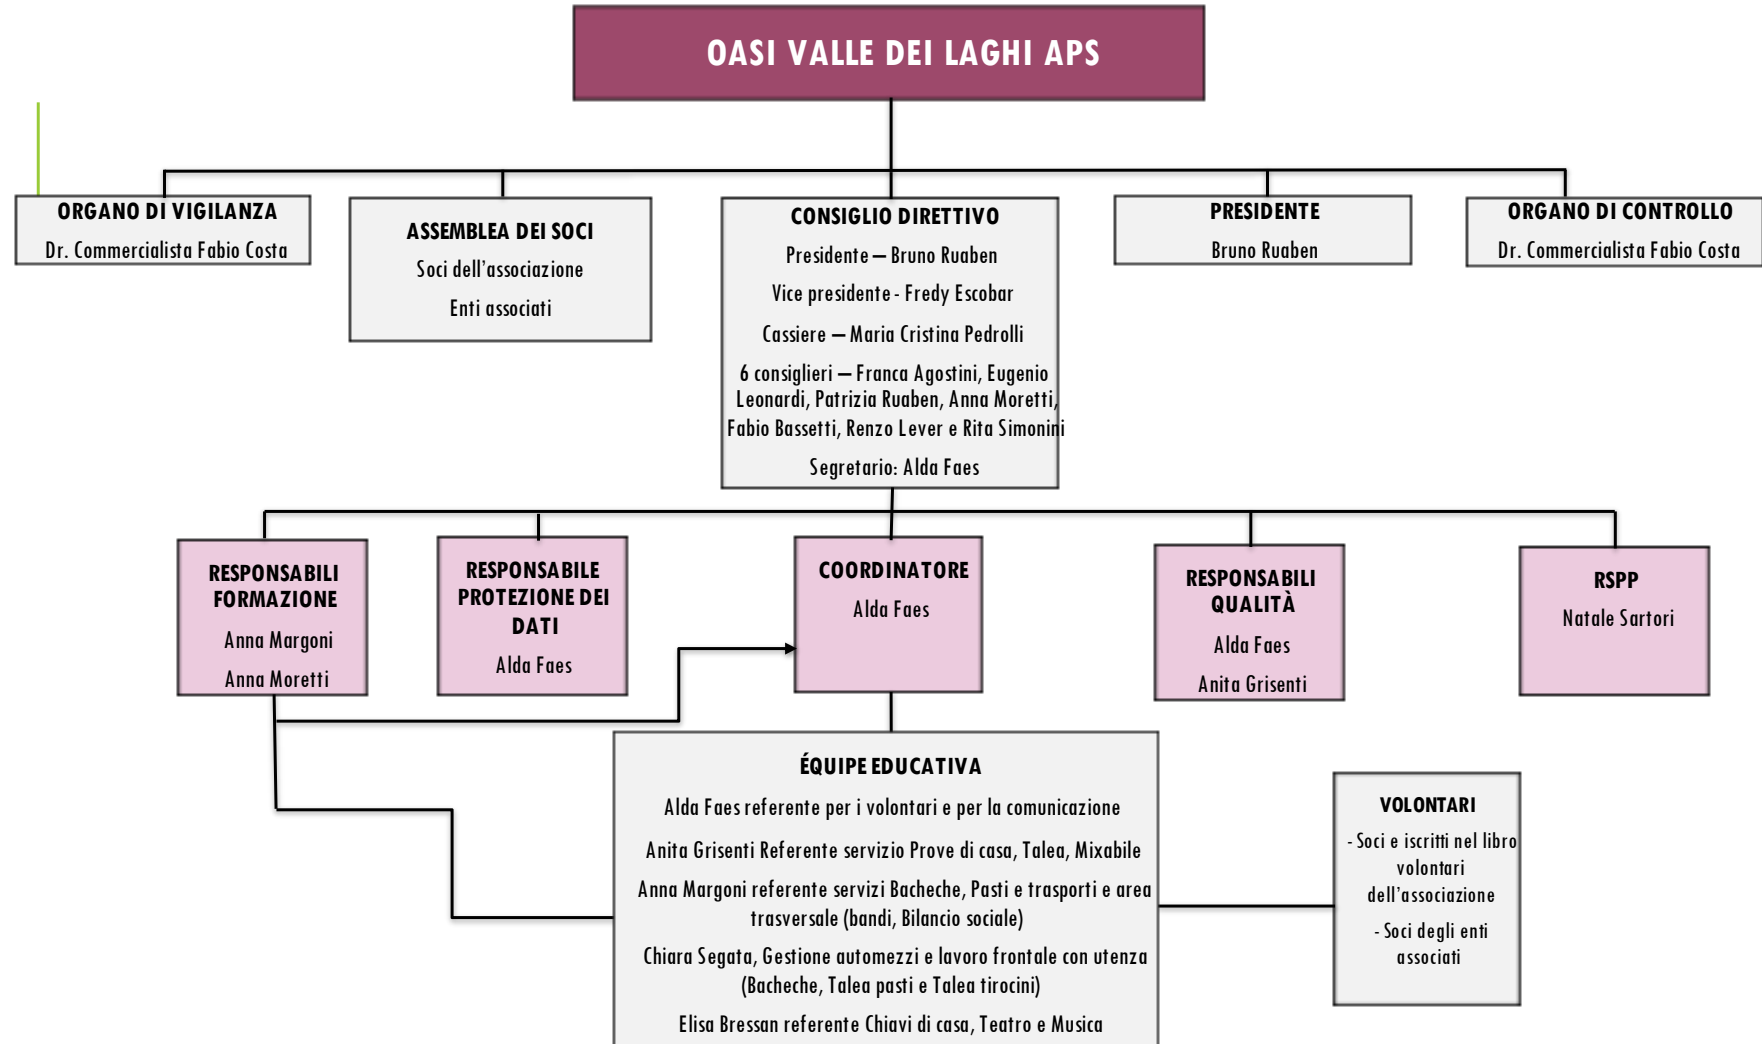 OASI VALLE DEI LAGHI APS
ORGANO DI VIGILANZA
Dr. Commercialista Fabio Costa
ASSEMBLEA DEI SOCI
Soci dell'associazione
Enti associati
CONSIGLIO DIRETTIVO
Presidente – Bruno Ruaben
Vice presidente - Fredy Escobar
Cassiere – Maria Cristina Pedrolli
6 consiglieri – Franca Agostini, Eugenio
Leonardi, Patrizia Ruaben, Anna Moretti,
Fabio Bassetti, Renzo Lever e Rita Simonini
Segretario: Alda Faes
PRESIDENTE
Bruno Ruaben
ORGANO DI CONTROLLO
Dr. Commercialista Fabio Costa
RESPONSABILI
FORMAZIONE
Anna Margoni
Anna Moretti
RESPONSABILE
PROTEZIONE DEI
DATI
Alda Faes
COORDINATORE
Alda Faes
RESPONSABILI
QUALITÀ
Alda Faes
Anita Grisenti
RSPP
Natale Sartori
ÉQUIPE EDUCATIVA
Alda Faes referente per i volontari e per la comunicazione
Anita Grisenti Referente servizio Prove di casa, Talea, Mixabile
Anna Margoni referente servizi Bacheche, Pasti e trasporti e area
trasversale (bandi, Bilancio sociale)
Chiara Segata, Gestione automezzi e lavoro frontale con utenza
(Bacheche, Talea pasti e Talea tirocini)
Elisa Bressan referente Chiavi di casa, Teatro e Musica
VOLONTARI
- Soci e iscritti nel libro
volontari
dell'associazione
- Soci degli enti
associati